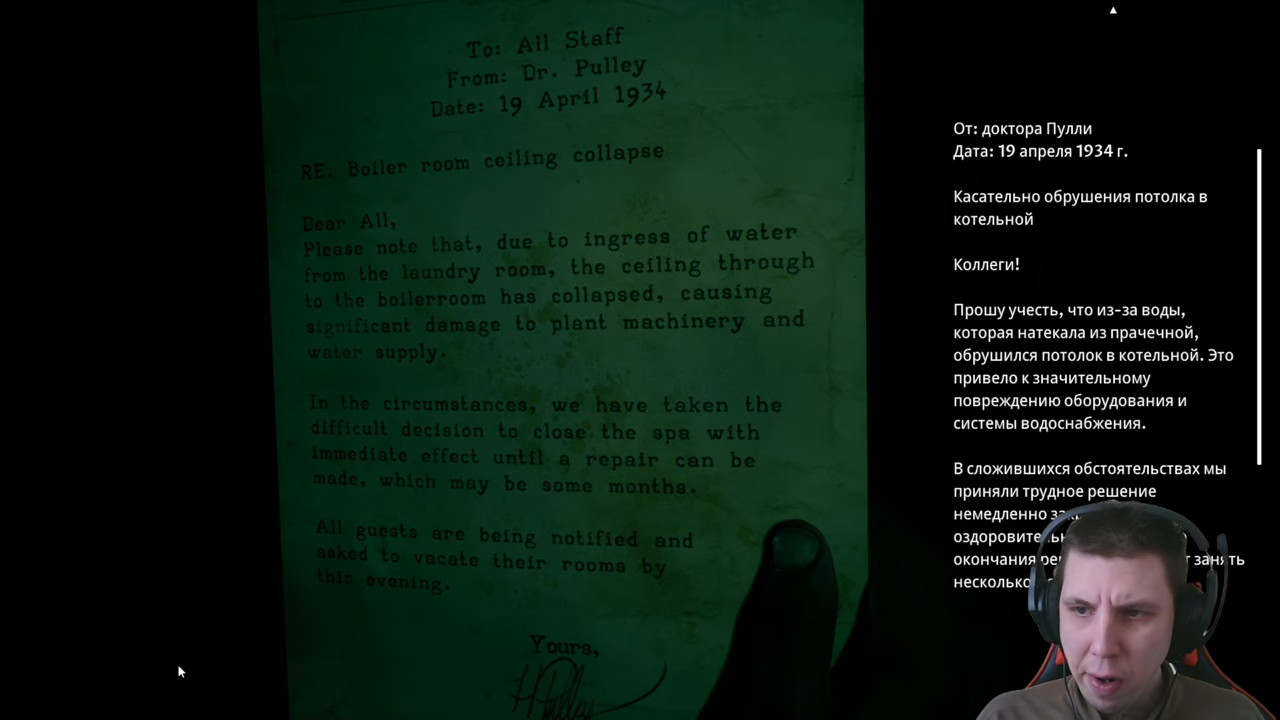 To: All Staff
From: Dr. Pulley
Date: 19 April 1934
RE. Boiler room ceiling collapse
Dear All,
Please note that, due to ingress of water
from the laundry room, the ceiling through
to the boilerroom has collapsed, causing
significant damage to plant machinery and
water supply.
In the circumstances, we have taken the
difficult decision to close the spa with
immediate effect until a repair can be
made, which may be some months.
All guests are being notified and
asked to vacate their rooms by
this evening.
Yours,
H Pulley
От: доктора Пулли
Дата: 19 апреля 1934 г.
Касательно обрушения потолка в
котельной
Коллеги!
Прошу учесть, что из-за воды,
которая натекала из прачечной,
обрушился потолок в котельной. Это
привело к значительному
повреждению оборудования и
системы водоснабжения.
В сложившихся обстоятельствах мы
приняли трудное решение
немедленно
окончания занять